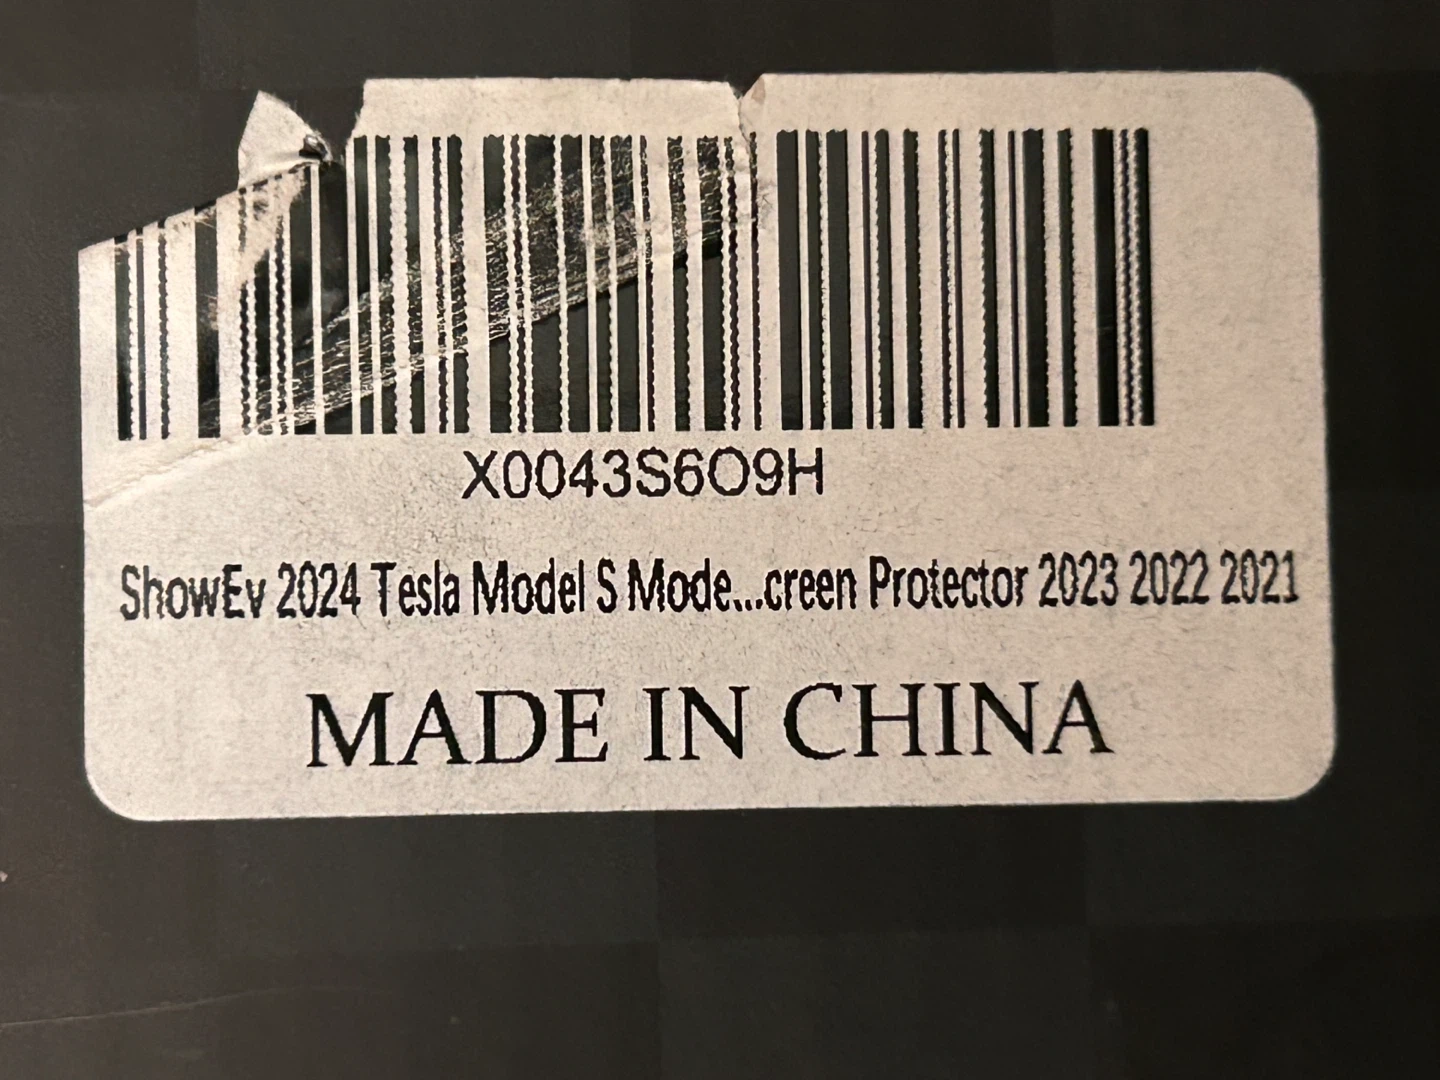 X0043S6O9H
ShowEv 2024 Tesla Model S Mode...creen Protector 2023 2022 2021
MADE IN CHINA